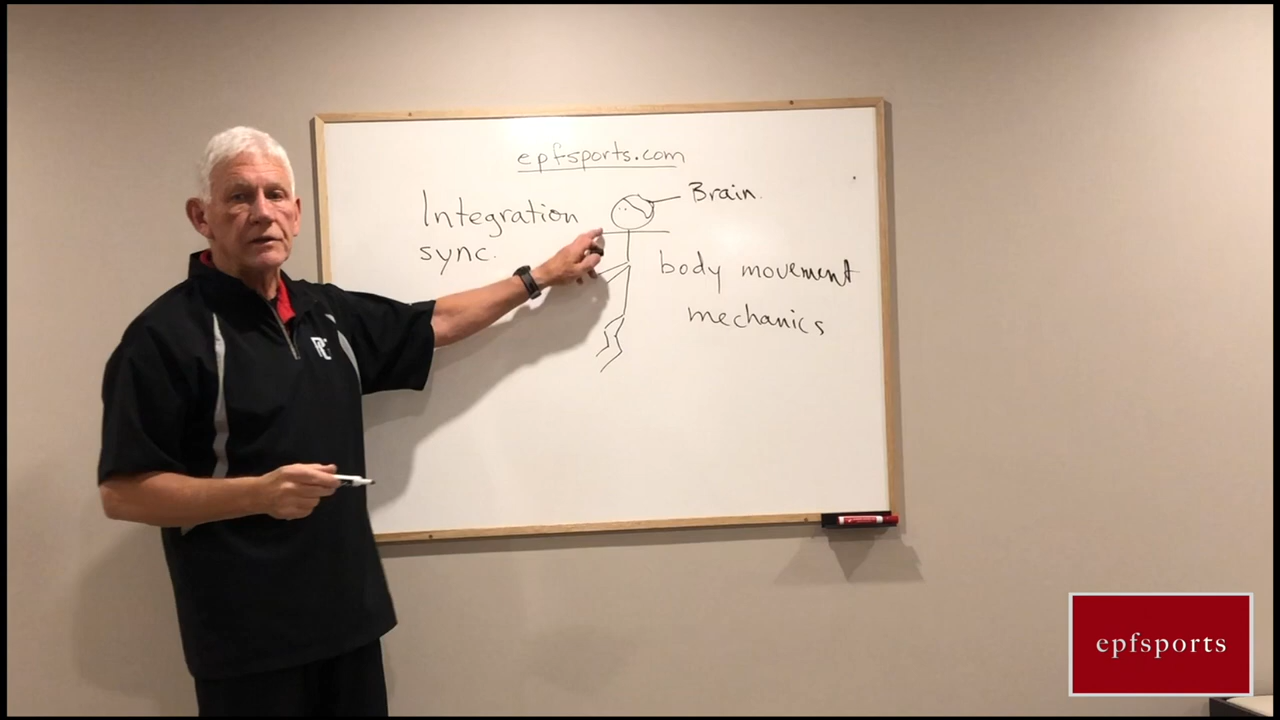 epfsports.com
Integration
sync.
Brain.
body movement
mechanics
epfsports